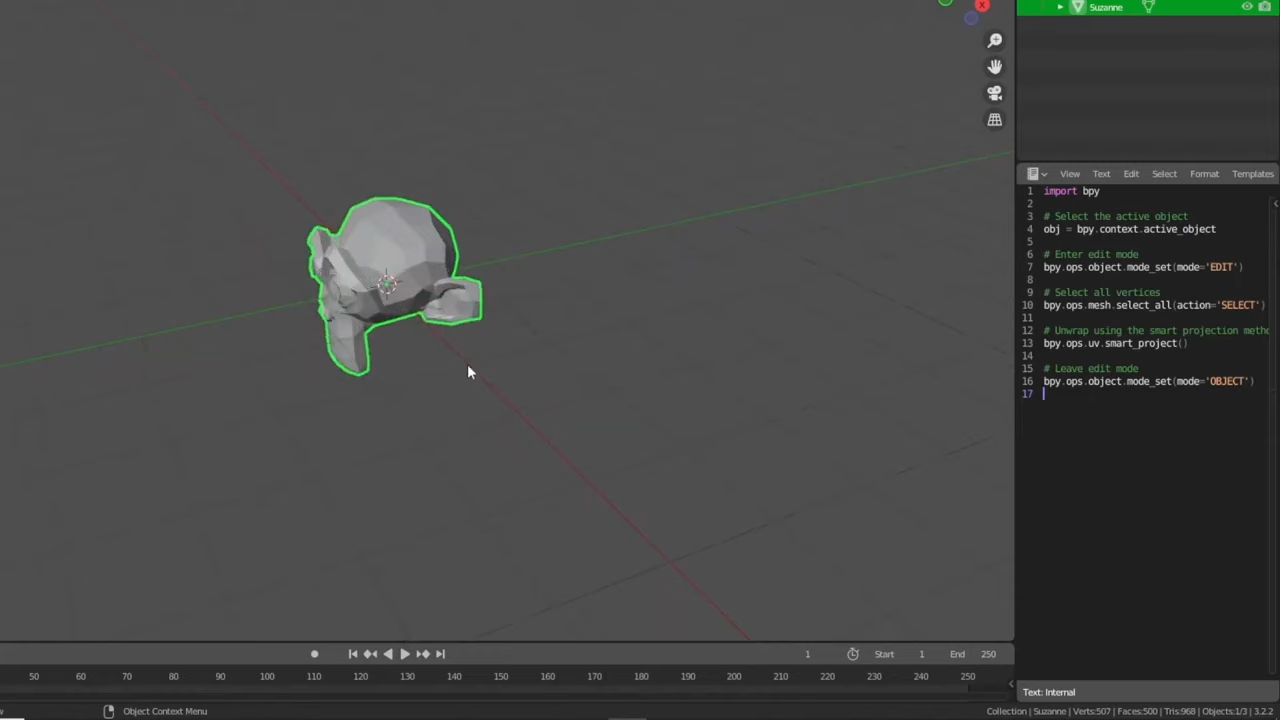 X
Suzanne
View Text Edit Select Format Templates
1 import bpy
2
3 # Select the active object
4 obj = bpy.context.active_object
5
6 # Enter edit mode
7 bpy.ops.object.mode_set(mode='EDIT')
8
9 # Select all vertices
10 bpy.ops.mesh.select_all(action='SELECT')
11
12 # Unwrap using the smart projection metho
13 bpy.ops.uv.smart_project()
14
15 # Leave edit mode
16 bpy.ops.object.mode_set(mode='OBJECT')
17
1 Start 1 End 250
50 60 70 80 90 100 110 120 130 140 150 160 170 180 190 200 210 220 230 240 250
Text: Internal
Object Context Menu
Collection | Suzanne | Verts:507 | Faces:500 | Tris:968 | Objects:1/3 | 3.2.2